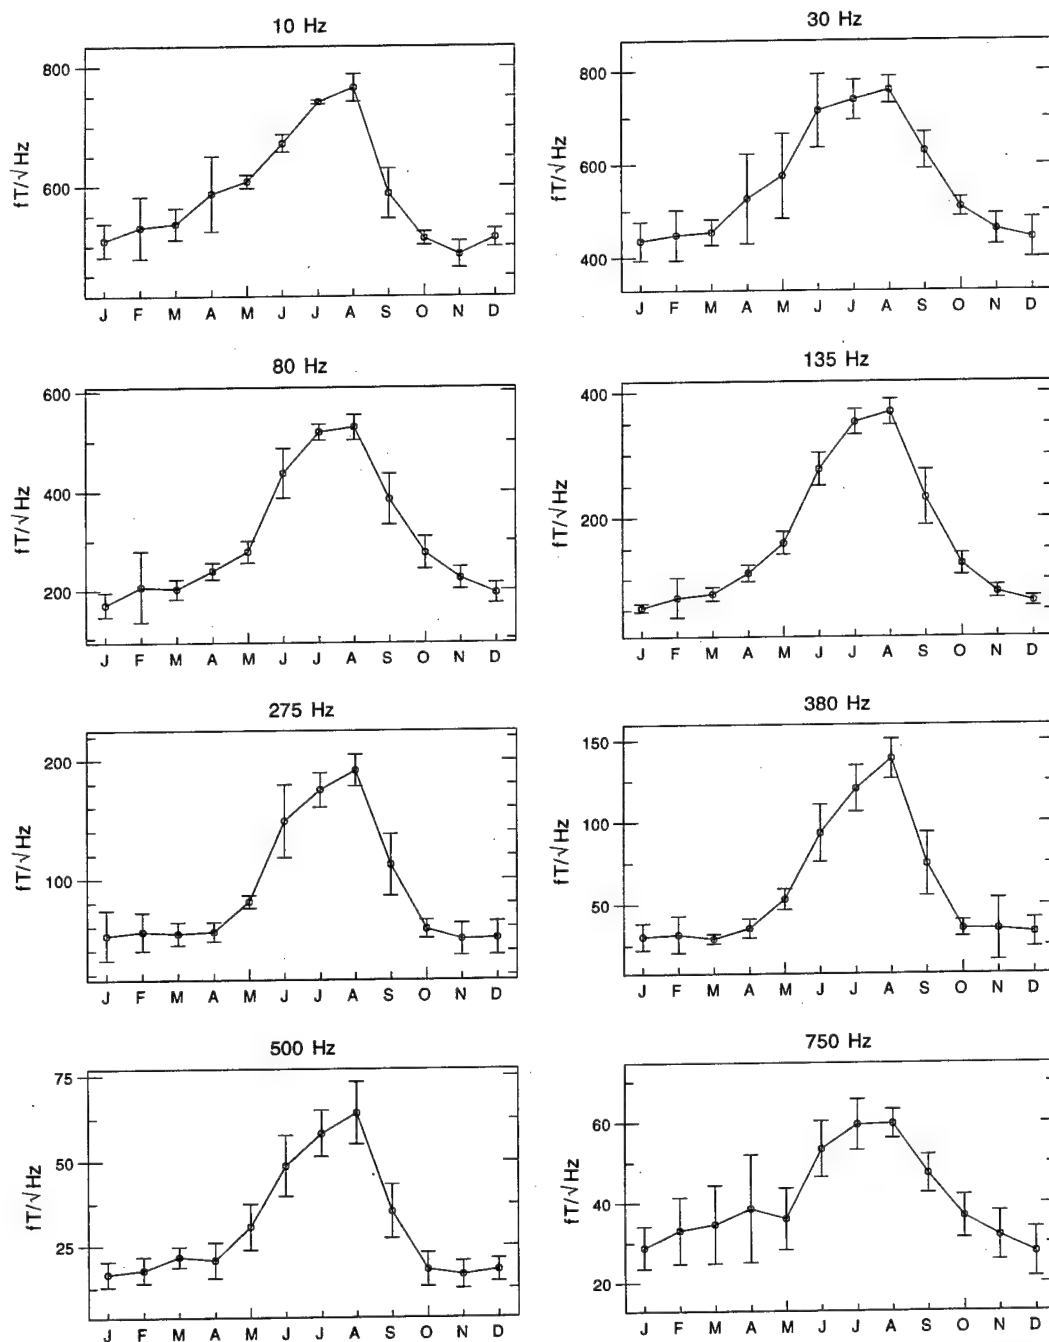 10 Hz
800
600
fT/√Hz
J F M A M J J A S O N D
30 Hz
800
600
400
fT/√Hz
J F M A M J J A S O N D
80 Hz
600
400
200
fT/√Hz
J F M A M J J A S O N D
135 Hz
400
200
fT/√Hz
J F M A M J J A S O N D
275 Hz
200
100
fT/√Hz
J F M A M J J A S O N D
380 Hz
150
100
50
fT/√Hz
J F M A M J J A S O N D
500 Hz
75
50
25
fT/√Hz
J F M A M J J A S O N D
750 Hz
60
40
20
fT/√Hz
J F M A M J J A S O N D